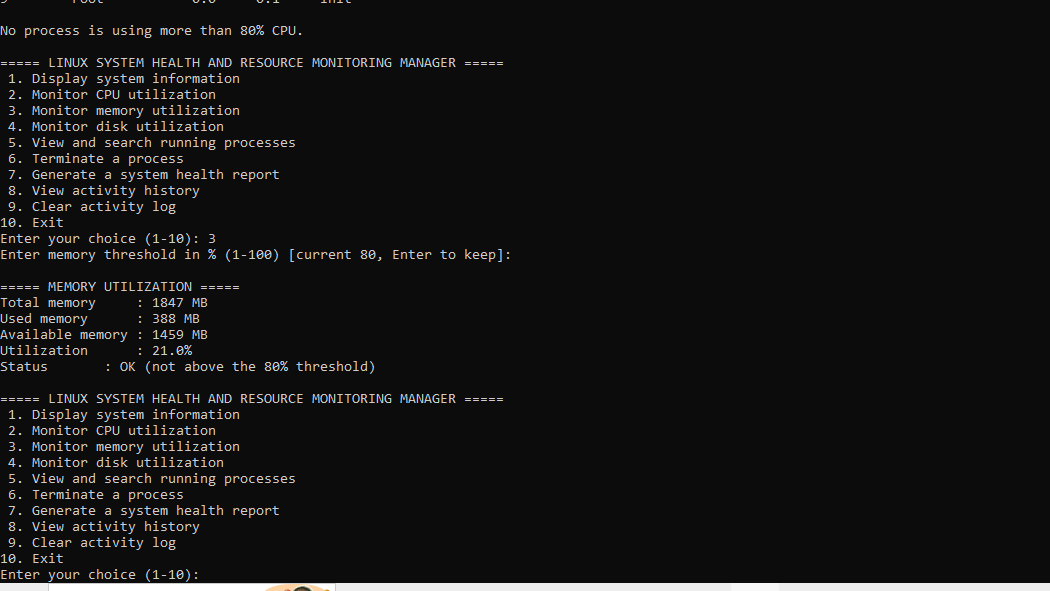 9 root 0.0 0.1 init
No process is using more than 80% CPU.
===== LINUX SYSTEM HEALTH AND RESOURCE MONITORING MANAGER =====
1. Display system information
2. Monitor CPU utilization
3. Monitor memory utilization
4. Monitor disk utilization
5. View and search running processes
6. Terminate a process
7. Generate a system health report
8. View activity history
9. Clear activity log
10. Exit
Enter your choice (1-10): 3
Enter memory threshold in % (1-100) [current 80, Enter to keep]:
===== MEMORY UTILIZATION =====
Total memory     : 1847 MB
Used memory      : 388 MB
Available memory : 1459 MB
Utilization      : 21.0%
Status       : OK (not above the 80% threshold)
===== LINUX SYSTEM HEALTH AND RESOURCE MONITORING MANAGER =====
1. Display system information
2. Monitor CPU utilization
3. Monitor memory utilization
4. Monitor disk utilization
5. View and search running processes
6. Terminate a process
7. Generate a system health report
8. View activity history
9. Clear activity log
10. Exit
Enter your choice (1-10):